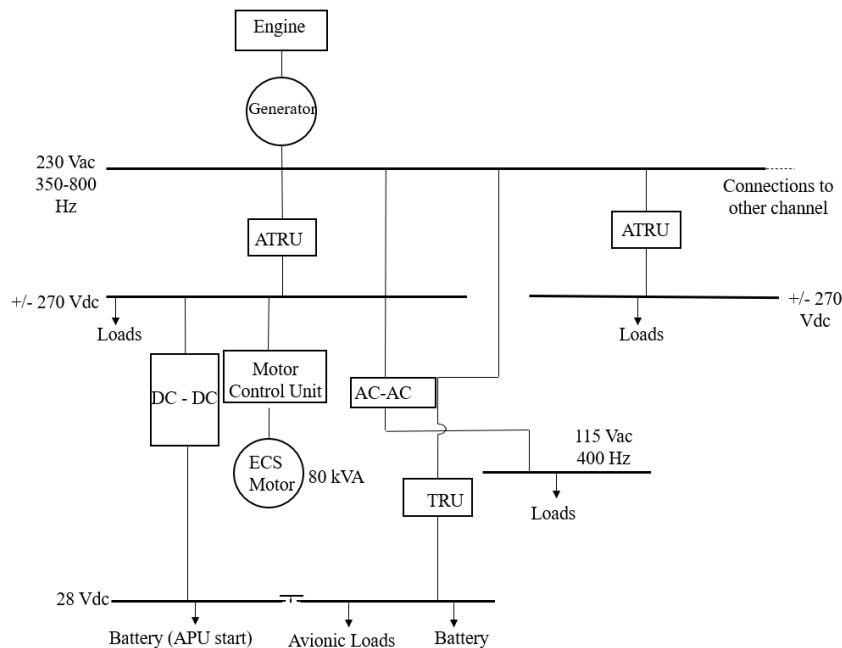 Engine
Generator
230 Vac
350-800
Hz
Connections to
other channel
ATRU
ATRU
+/- 270 Vdc
+/- 270
Vdc
Loads
Loads
DC - DC
Motor
Control Unit
AC-AC
115 Vac
400 Hz
ECS
Motor
80 kVA
TRU
Loads
28 Vdc
Battery (APU start)
Avionic Loads
Battery